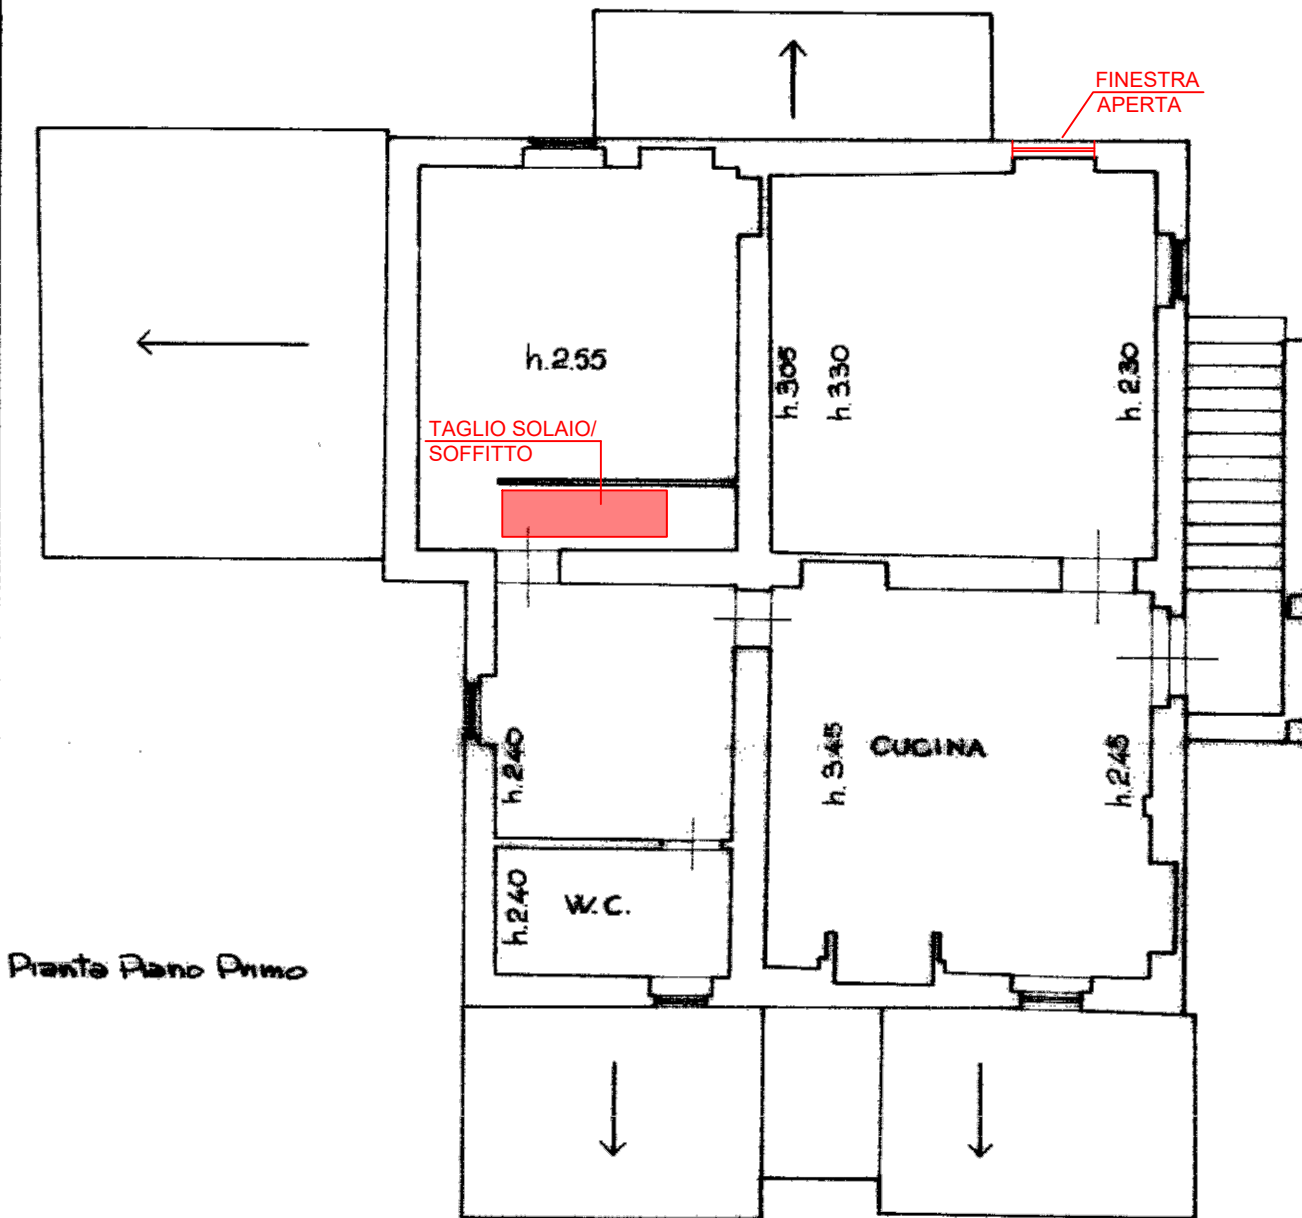 FINESTRA
APERTA
h.2.55
h.3.05
h.3.30
h.2.30
TAGLIO SOLAIO/
SOFFITTO
h.2.40
h.3.45
CUCINA
h.2.45
h.2.40
W.C.
Pianta Piano Primo